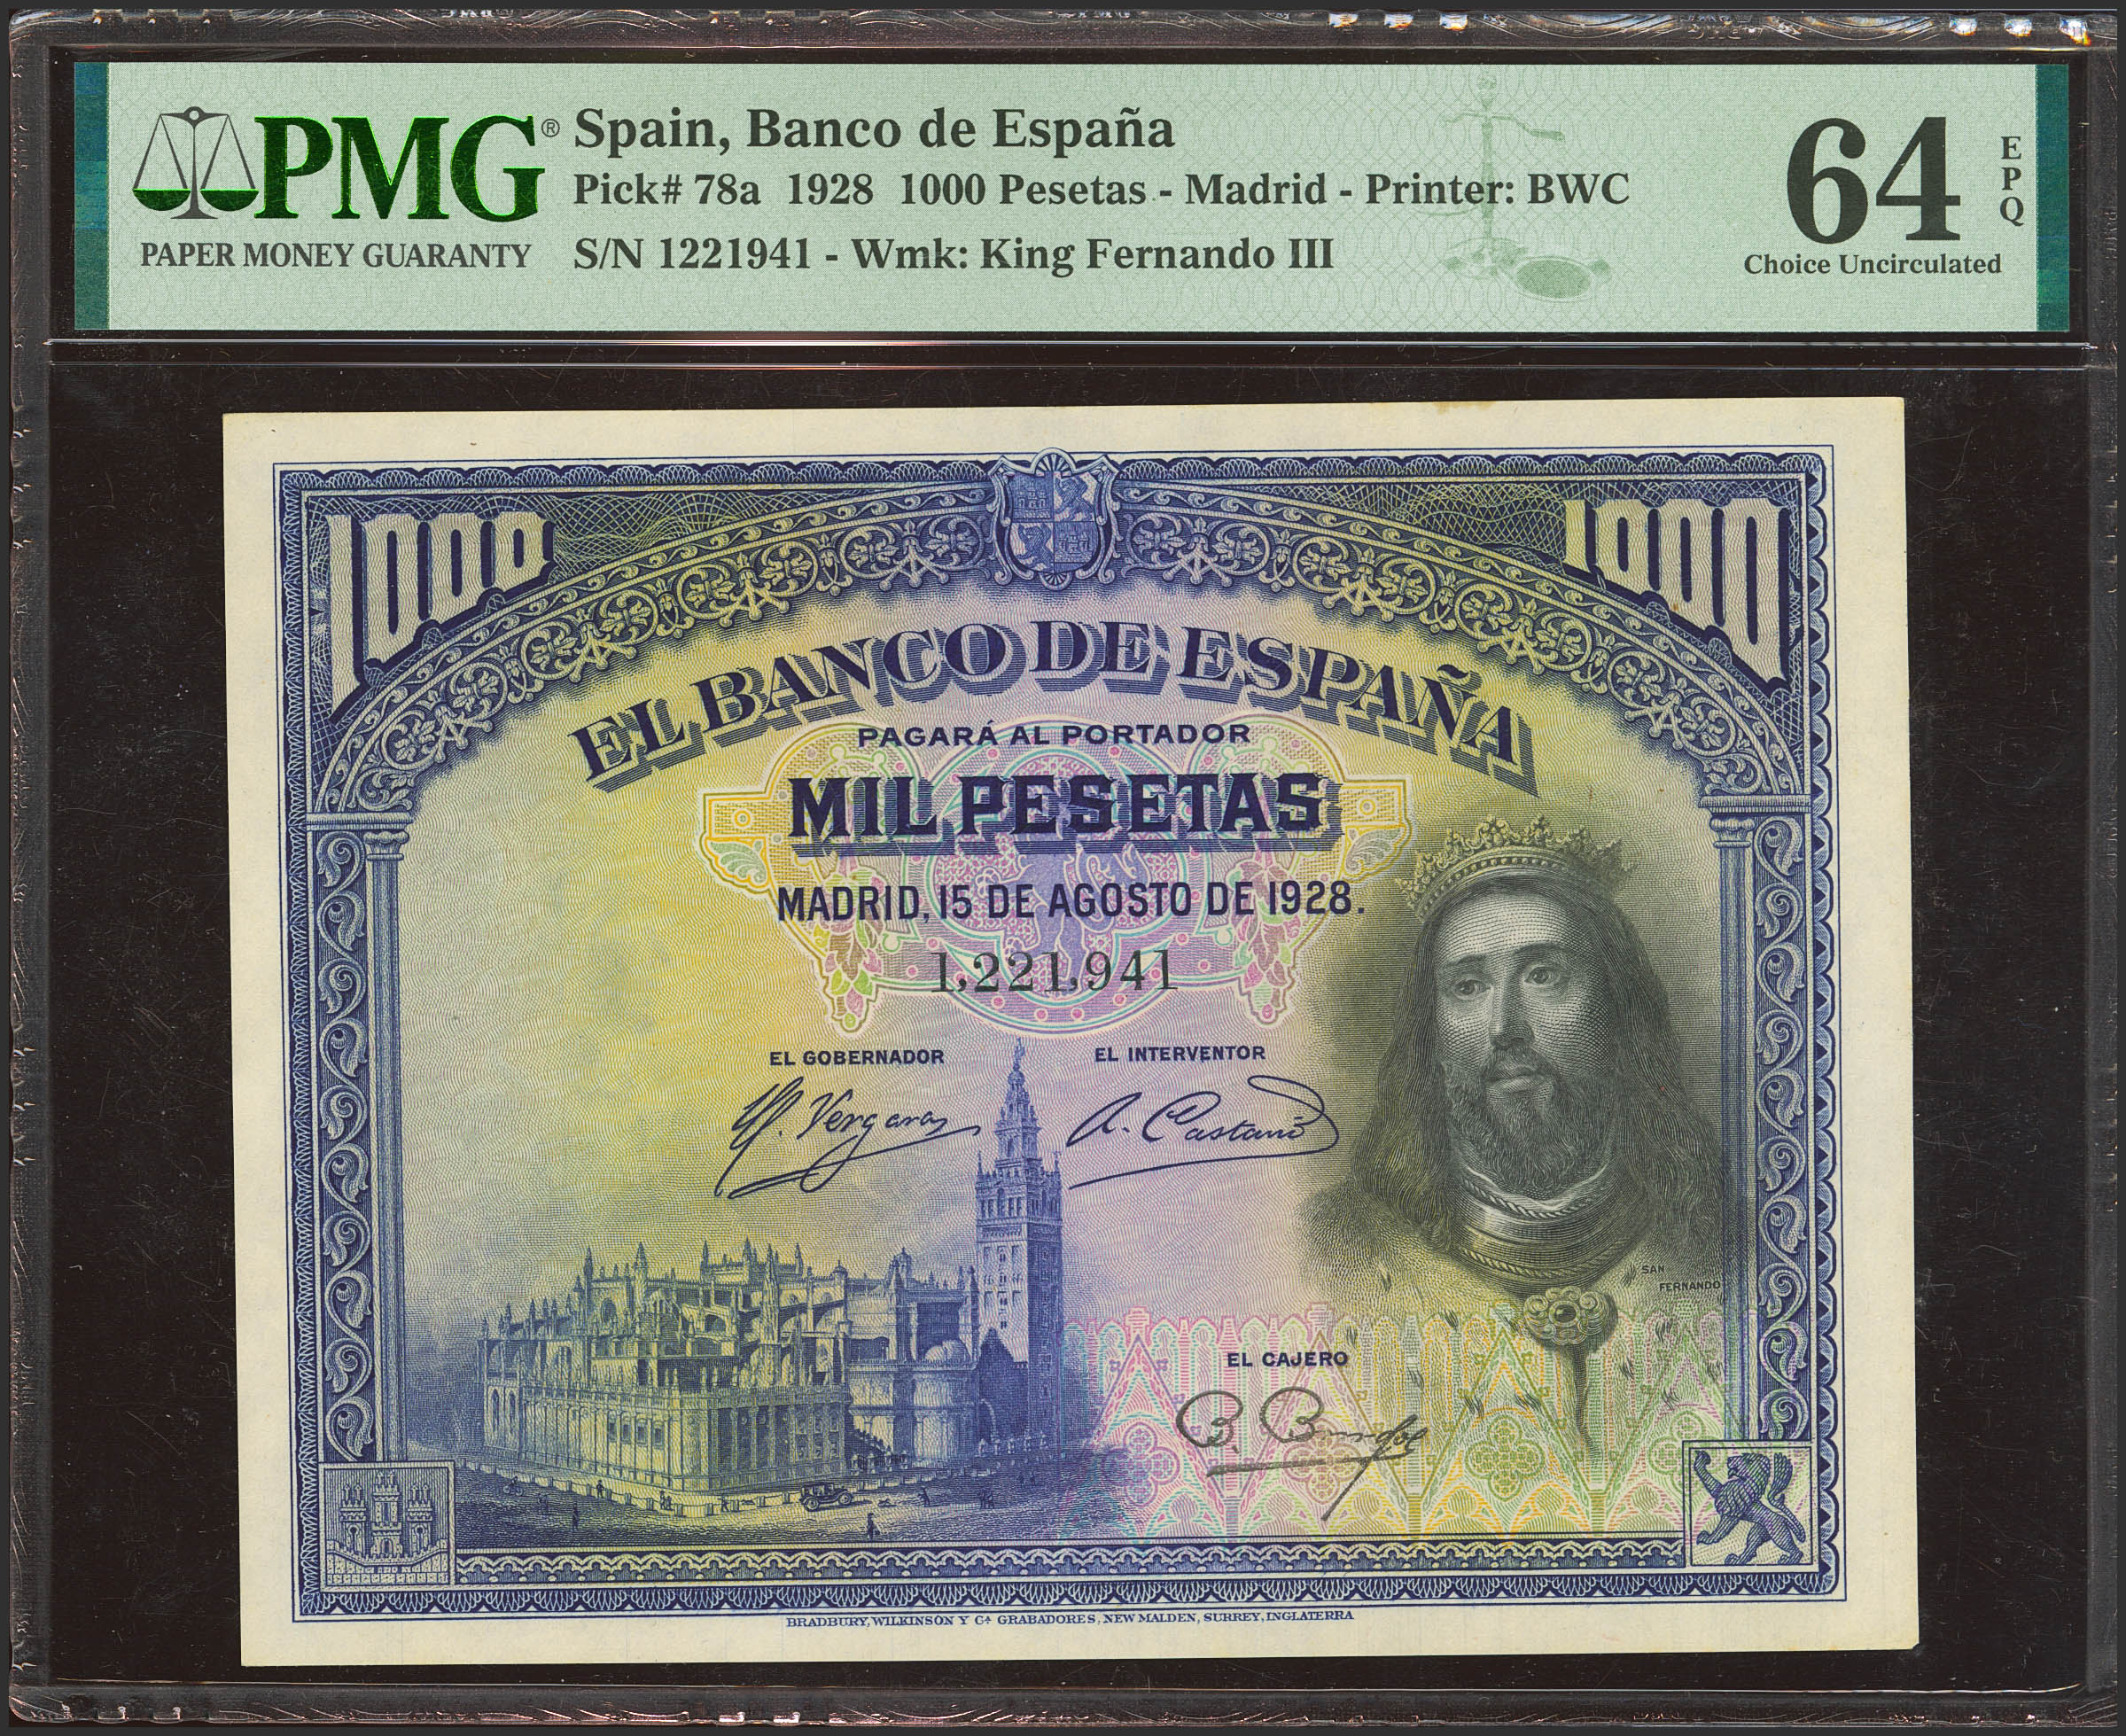 PMG®
PAPER MONEY GUARANTY
Spain, Banco de España
Pick# 78a 1928 1000 Pesetas - Madrid - Printer: BWC
S/N 1221941 - Wmk: King Fernando III
64
EPQ
Choice Uncirculated
1000
1000
EL BANCO DE ESPAÑA
PAGARÁ AL PORTADOR
MIL PESETAS
MADRID, 15 DE AGOSTO DE 1928.
1,221,941
EL GOBERNADOR
EL INTERVENTOR
Vergaras
A. Castaño
SAN
FERNANDO
EL CAJERO
BRADBURY, WILKINSON Y Cª GRABADORES, NEW MALDEN, SURREY, INGLATERRA